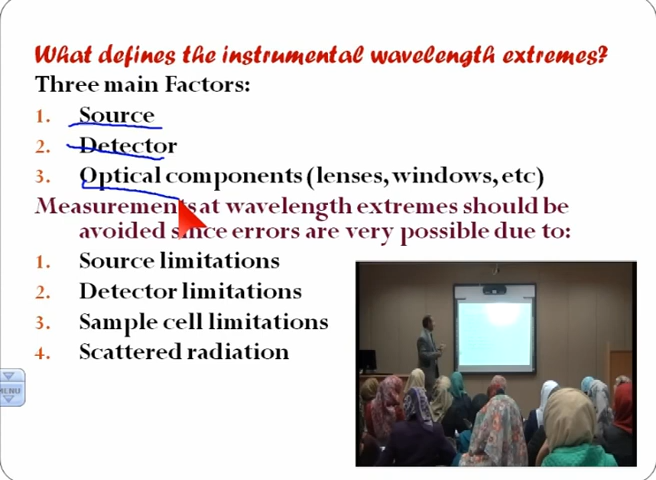 What defines the instrumental wavelength extremes?
Three main Factors:
1. Source
2. Detector
3. Optical components (lenses, windows, etc)
Measurements at wavelength extremes should be
avoided since errors are very possible due to:
1. Source limitations
2. Detector limitations
3. Sample cell limitations
4. Scattered radiation
MENU